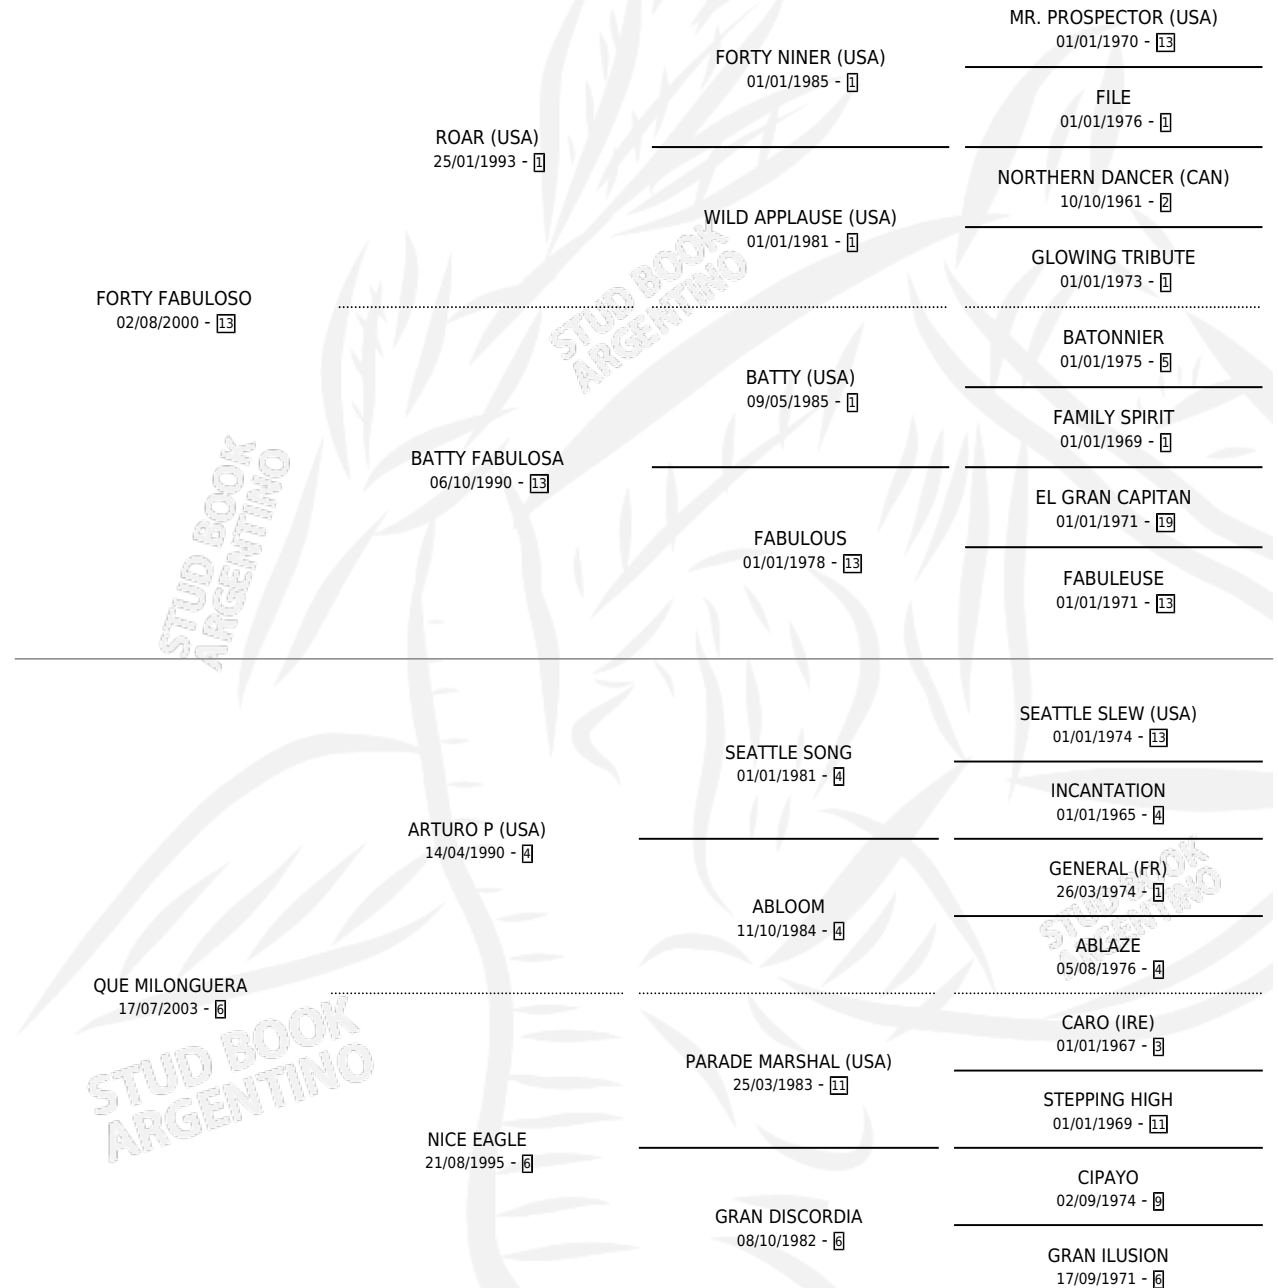 MR. PROSPECTOR (USA)
01/01/1970 - 13
FORTY NINER (USA)
01/01/1985 - 1
FILE
01/01/1976 - 1
ROAR (USA)
25/01/1993 - 1
NORTHERN DANCER (CAN)
10/10/1961 - 2
WILD APPLAUSE (USA)
01/01/1981 - 1
GLOWING TRIBUTE
01/01/1973 - 1
STUD BOOK
ARGENTINO
FORTY FABULOSO
02/08/2000 - 13
BATONNIER
01/01/1975 - 5
BATTY (USA)
09/05/1985 - 1
FAMILY SPIRIT
01/01/1969 - 1
BATTY FABULOSA
06/10/1990 - 13
EL GRAN CAPITAN
01/01/1971 - 19
FABULOUS
01/01/1978 - 13
FABULEUSE
01/01/1971 - 13
STUD BOOK
ARGENTINO
SEATTLE SLEW (USA)
01/01/1974 - 13
SEATTLE SONG
01/01/1981 - 4
INCANTATION
01/01/1965 - 4
ARTURO P (USA)
14/04/1990 - 4
GENERAL (FR)
26/03/1974 - 1
ABLOOM
11/10/1984 - 4
ABLAZE
05/08/1976 - 4
STUD BOOK
ARGENTINO
QUE MILONGUERA
17/07/2003 - 6
CARO (IRE)
01/01/1967 - 3
PARADE MARSHAL (USA)
25/03/1983 - 11
STEPPING HIGH
01/01/1969 - 11
STUD BOOK
ARGENTINO
NICE EAGLE
21/08/1995 - 6
CIPAYO
02/09/1974 - 9
GRAN DISCORDIA
08/10/1982 - 6
GRAN ILUSION
17/09/1971 - 6